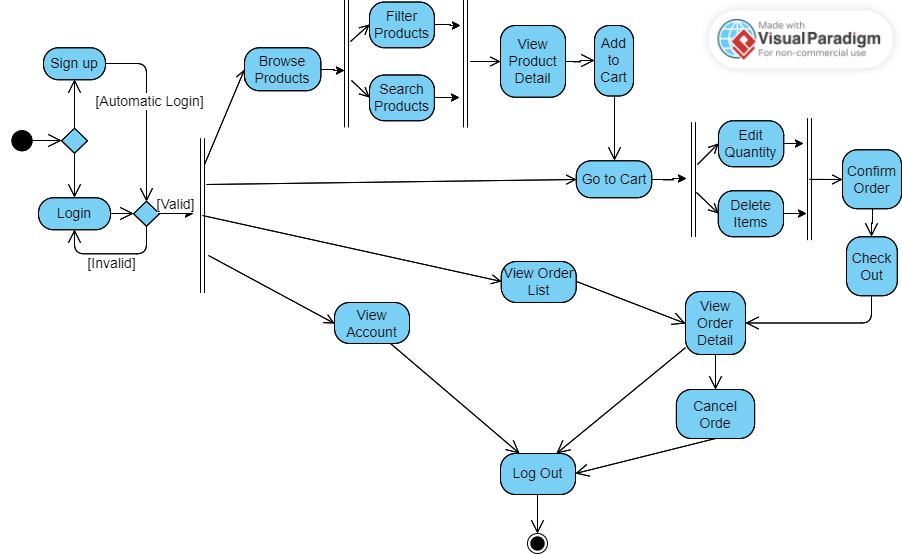 Made with
Visual Paradigm
For non-commercial use
Filter
Products
Sign up
Browse
Products
View
Product
Detail
Add
to
Cart
Search
Products
[Automatic Login]
Edit
Quantity
Go to Cart
Confirm
Order
Login
[Valid]
Delete
Items
[Invalid]
View Order
List
Check
Out
View
Account
View
Order
Detail
Cancel
Orde
Log Out